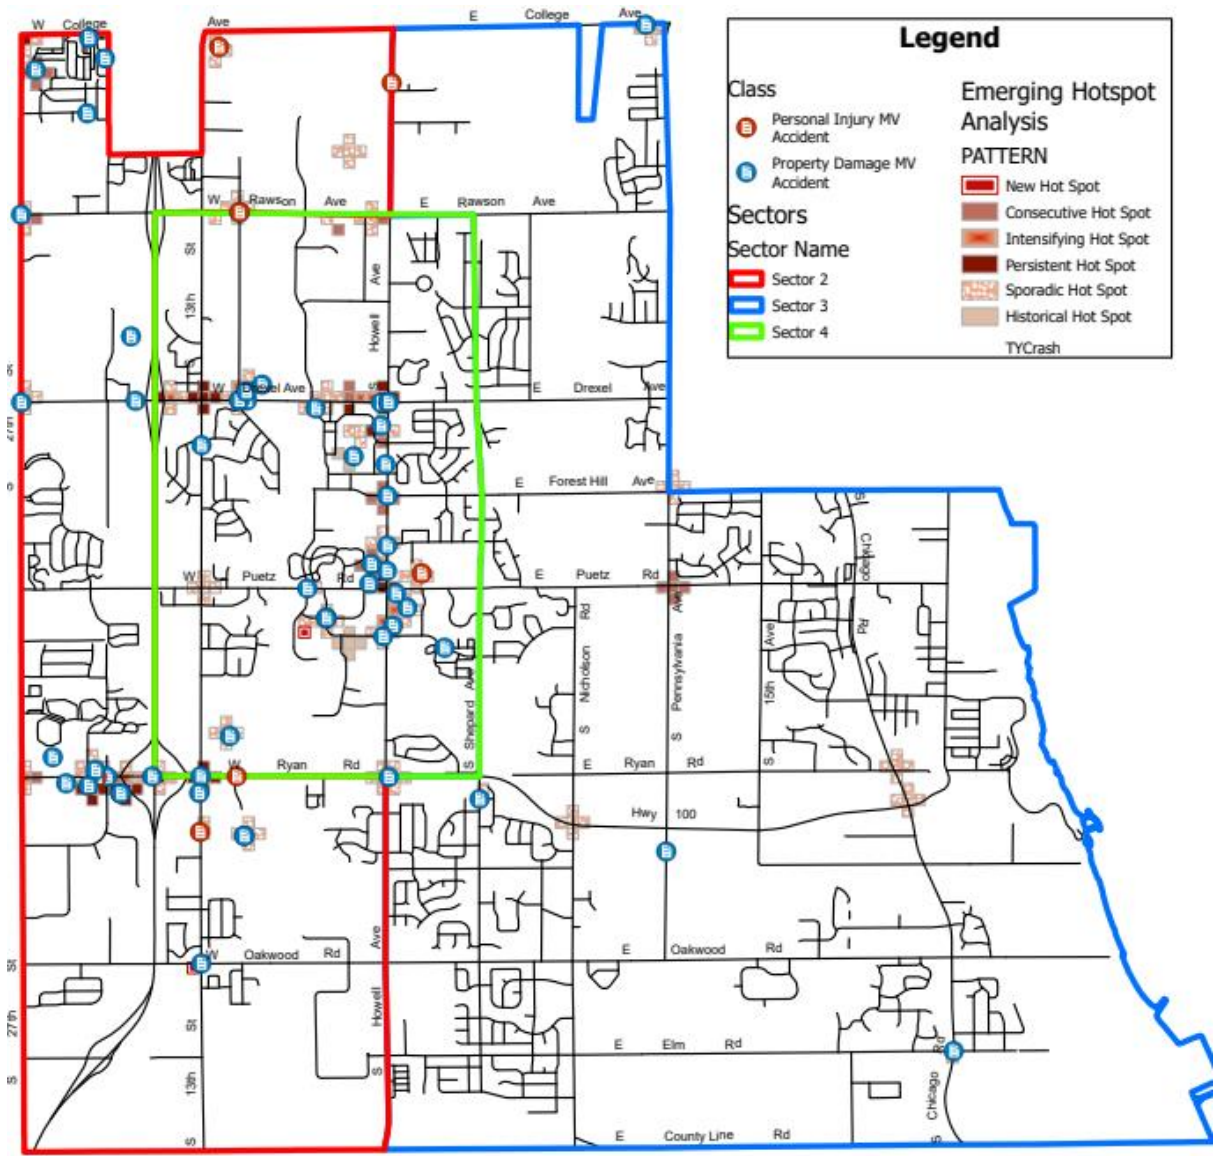 W College Ave
E College Ave
Legend
Class
Personal Injury MV
Accident
Property Damage MV
Accident
Sectors
Sector Name
Sector 2
Sector 3
Sector 4
Emerging Hotspot
Analysis
PATTERN
New Hot Spot
Consecutive Hot Spot
Intensifying Hot Spot
Persistent Hot Spot
Sporadic Hot Spot
Historical Hot Spot
TYCrash
W Rawson Ave
E Rawson Ave
S 13th St
S Howell Ave
S 27th St
W Drexel Ave
E Drexel Ave
E Forest Hill Ave
W Puetz Rd
E Puetz Rd
S Chicago Rd
S Shepard Ave
S Nicholson Rd
S Pennsylvania Ave
S 15th Ave
W Ryan Rd
E Ryan Rd
Hwy 100
W Oakwood Rd
E Oakwood Rd
S 27th St
S 13th St
S Howell Ave
E Elm Rd
S Chicago Rd
E County Line Rd